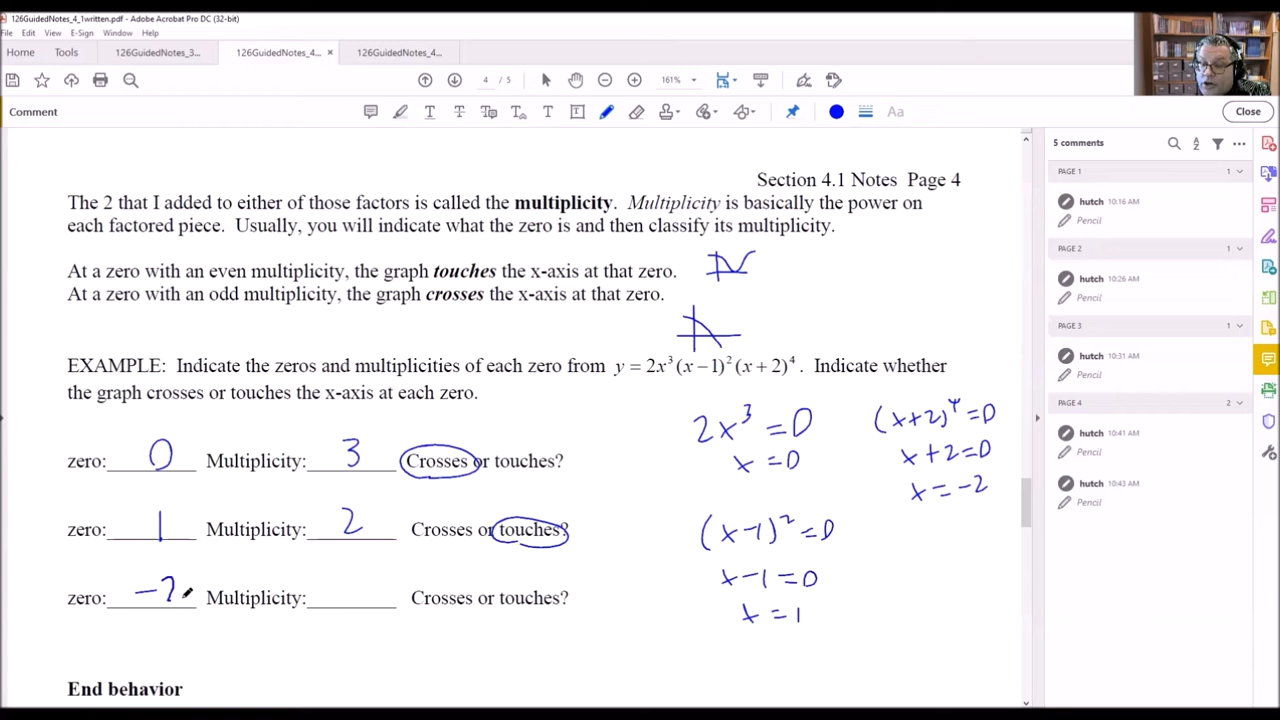 126GuidedNotes_4_1written.pdf - Adobe Acrobat Pro DC (32-bit)
File Edit View E-Sign Window Help
Home Tools 126GuidedNotes_3... 126GuidedNotes_4... × 126GuidedNotes_4...
4 / 5 161%
Comment Aa Close
5 comments
PAGE 1 1
hutch 10:16 AM
Pencil
PAGE 2 1
hutch 10:26 AM
Pencil
PAGE 3 1
hutch 10:31 AM
Pencil
PAGE 4 2
hutch 10:41 AM
Pencil
hutch 10:43 AM
Pencil
Section 4.1 Notes Page 4
The 2 that I added to either of those factors is called the multiplicity. Multiplicity is basically the power on
each factored piece. Usually, you will indicate what the zero is and then classify its multiplicity.
At a zero with an even multiplicity, the graph touches the x-axis at that zero.
At a zero with an odd multiplicity, the graph crosses the x-axis at that zero.
EXAMPLE: Indicate the zeros and multiplicities of each zero from y = 2x³(x−1)²(x+2)⁴. Indicate whether
the graph crosses or touches the x-axis at each zero.
zero: 0 Multiplicity: 3 Crosses or touches?
zero: 1 Multiplicity: 2 Crosses or touches?
zero: -2 Multiplicity:________ Crosses or touches?
2x³ = 0
x = 0
(x-1)² = 0
x-1 = 0
x = 1
(x+2)⁴ = 0
x+2 = 0
x = -2
End behavior